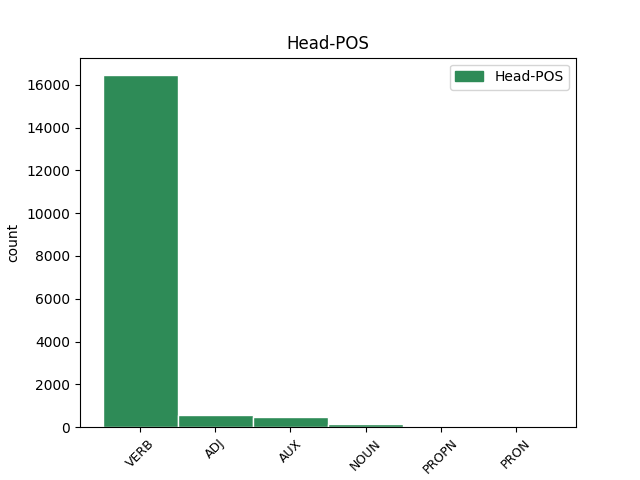 Head-POS
Head-POS
count
16000
14000
12000
10000
8000
6000
4000
2000
0
VERB
ADJ
AUX
NOUN
PROPN
PRON